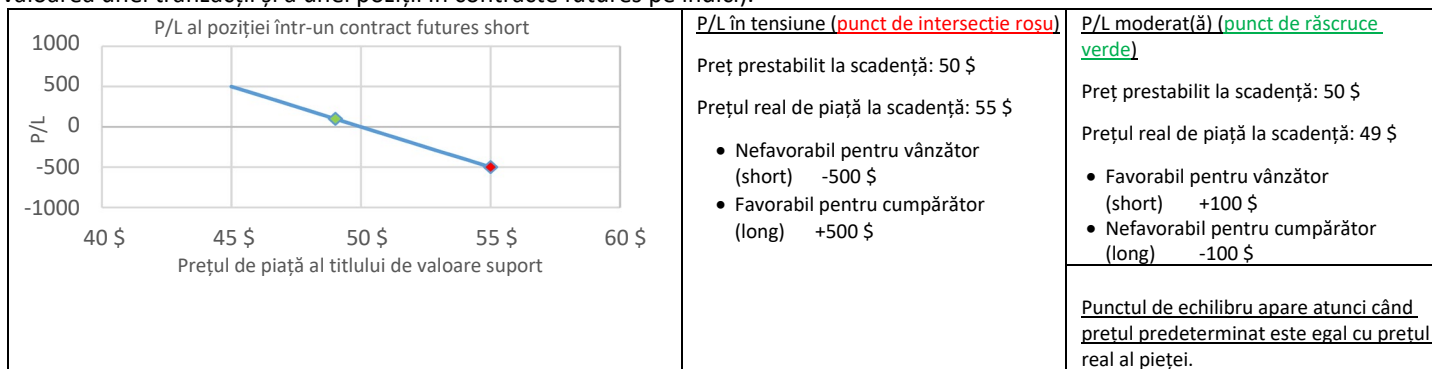 valoarea unei tranzacții și a unei poziții în contracte futures pe indici).
P/L al poziției într-un contract futures short
1000
500
0
-500
-1000
P/L
40 $ 45 $ 50 $ 55 $ 60 $
Prețul de piață al titlului de valoare suport
P/L în tensiune (punct de intersecție roșu)
Preț prestabilit la scadență: 50 $
Prețul real de piață la scadență: 55 $
• Nefavorabil pentru vânzător
(short) -500 $
• Favorabil pentru cumpărător
(long) +500 $
P/L moderat(ă) (punct de răscruce
verde)
Preț prestabilit la scadență: 50 $
Prețul real de piață la scadență: 49 $
• Favorabil pentru vânzător
(short) +100 $
• Nefavorabil pentru cumpărător
(long) -100 $
Punctul de echilibru apare atunci când
prețul predeterminat este egal cu prețul
real al pieței.